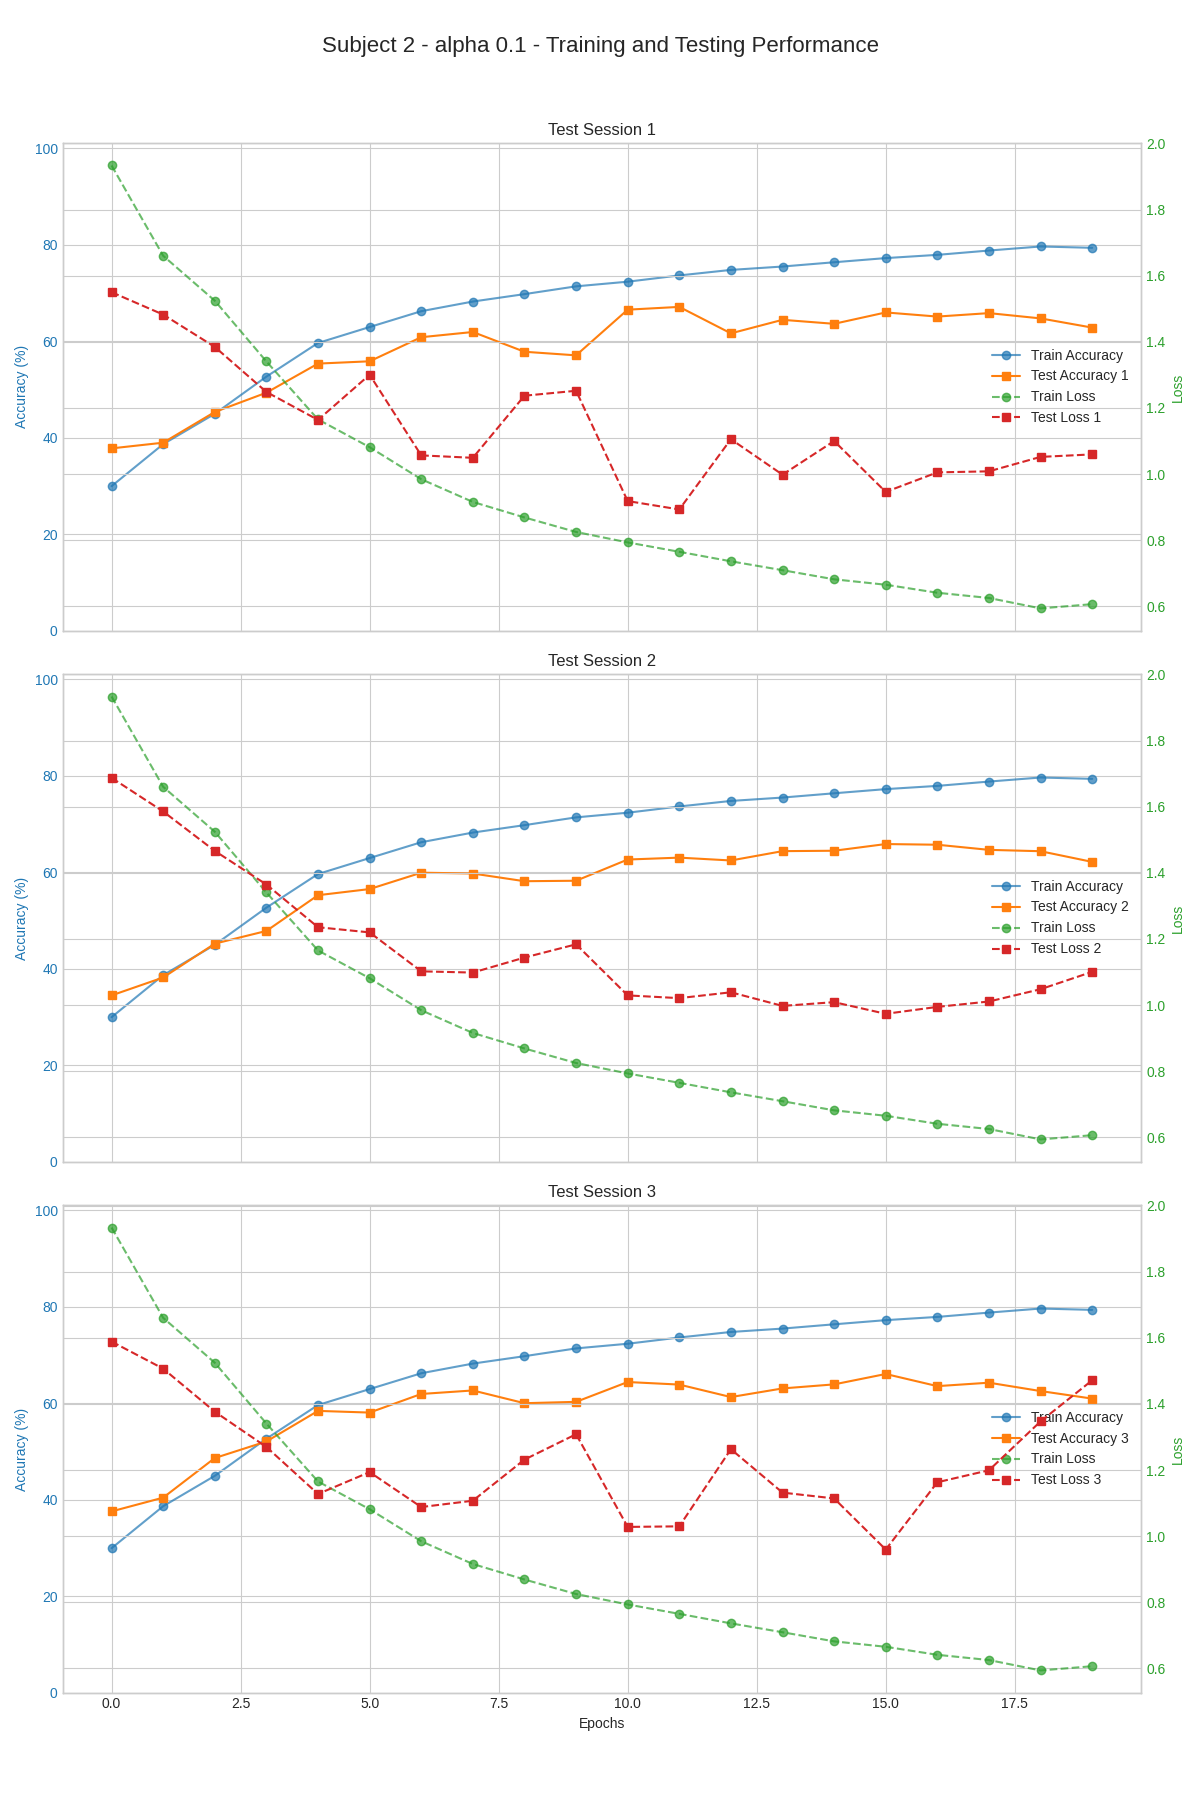 Subject 2 - alpha 0.1 - Training and Testing Performance
Test Session 1
100
80
60
40
20
0
Accuracy (%)
2.0
1.8
1.6
1.4
1.2
1.0
0.8
0.6
Loss
Train Accuracy
Test Accuracy 1
Train Loss
Test Loss 1
Test Session 2
100
80
60
40
20
0
Accuracy (%)
2.0
1.8
1.6
1.4
1.2
1.0
0.8
0.6
Loss
Train Accuracy
Test Accuracy 2
Train Loss
Test Loss 2
Test Session 3
100
80
60
40
20
0
Accuracy (%)
2.0
1.8
1.6
1.4
1.2
1.0
0.8
0.6
Loss
Train Accuracy
Test Accuracy 3
Train Loss
Test Loss 3
0.0 2.5 5.0 7.5 10.0 12.5 15.0 17.5
Epochs